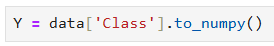 Y = data['Class'].to_numpy()